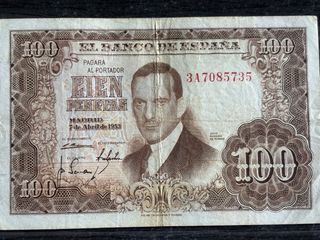 100
EL BANCO DE ESPAÑA
100
PAGARÁ
AL PORTADOR
3A7085735
CIEN
PESETAS
MADRID
7 de Abril de 1953
100
100